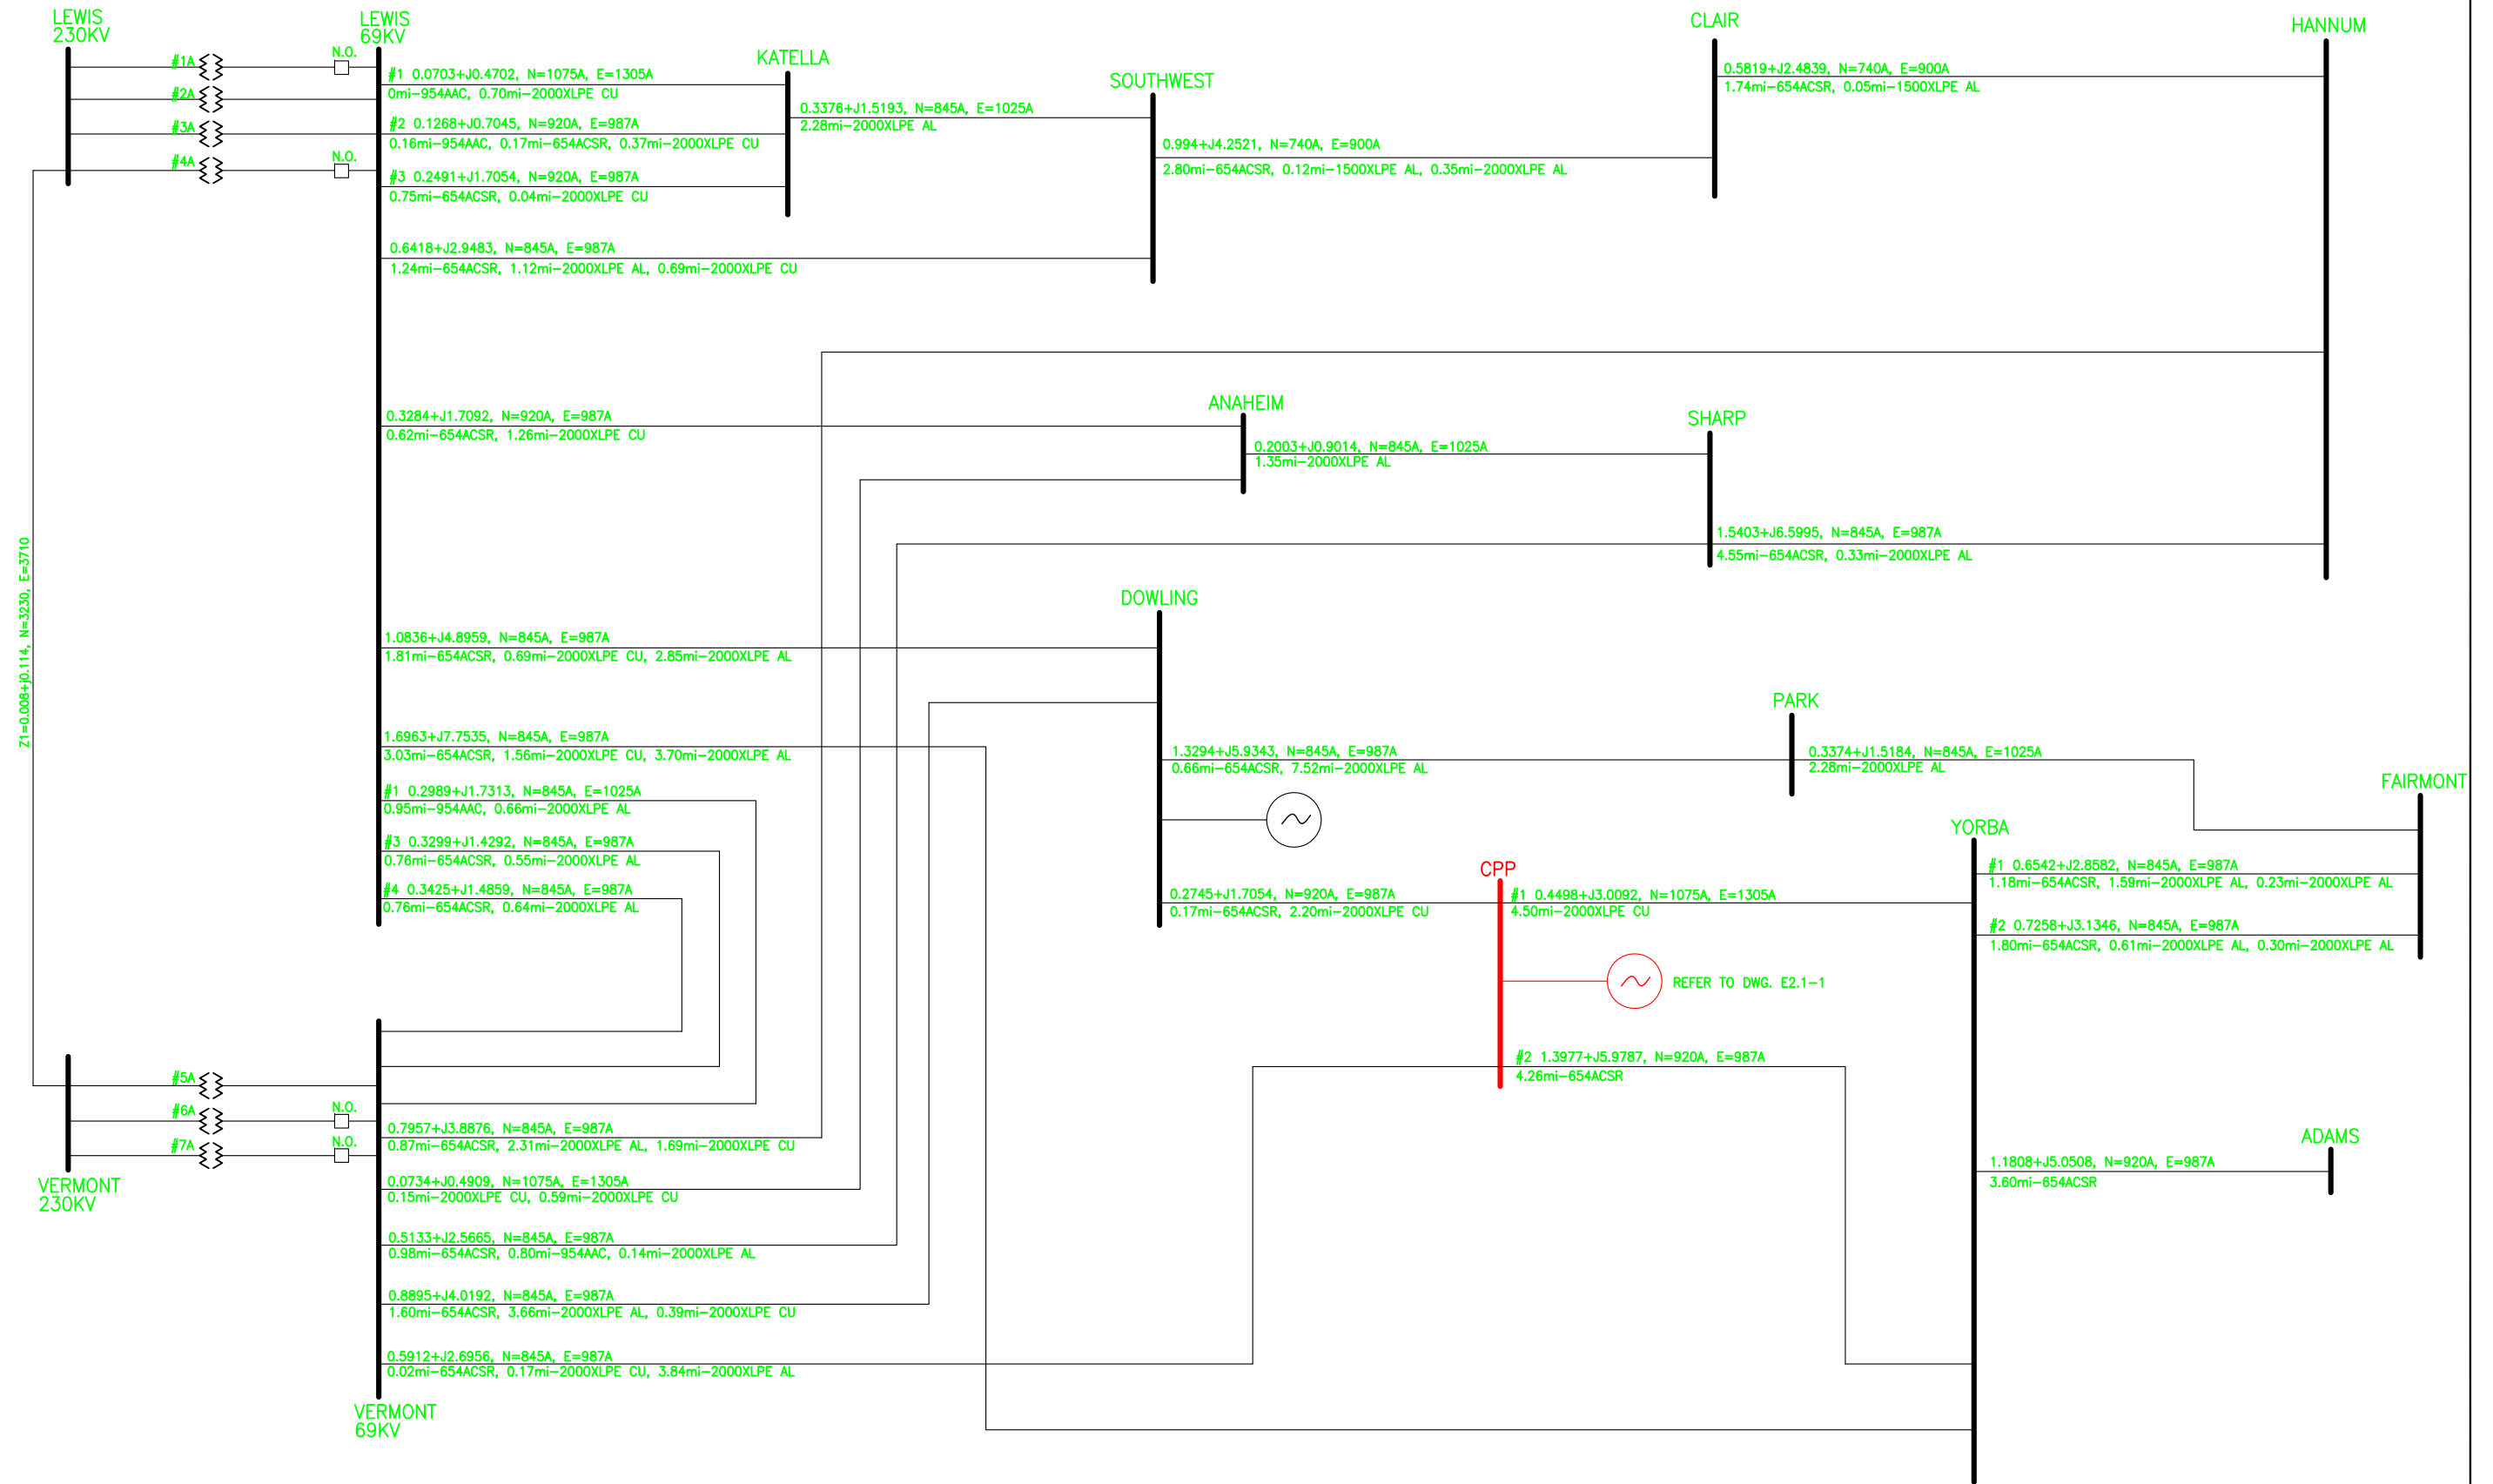 LEWIS
230KV
LEWIS
69KV
CLAIR
HANNUM
KATELLA
SOUTHWEST
#1A
N.O.
#2A
#3A
#4A
N.O.
#1 0.0703+J0.4702, N=1075A, E=1305A
0mi-954AAC, 0.70mi-2000XLPE CU
#2 0.1268+J0.7045, N=920A, E=987A
0.16mi-954AAC, 0.17mi-654ACSR, 0.37mi-2000XLPE CU
#3 0.2491+J1.7054, N=920A, E=987A
0.75mi-654ACSR, 0.04mi-2000XLPE CU
0.3376+J1.5193, N=845A, E=1025A
2.28mi-2000XLPE AL
0.994+J4.2521, N=740A, E=900A
2.80mi-654ACSR, 0.12mi-1500XLPE AL, 0.35mi-2000XLPE AL
0.5819+J2.4839, N=740A, E=900A
1.74mi-654ACSR, 0.05mi-1500XLPE AL
0.6418+J2.9483, N=845A, E=987A
1.24mi-654ACSR, 1.12mi-2000XLPE AL, 0.69mi-2000XLPE CU
ANAHEIM
SHARP
0.3284+J1.7092, N=920A, E=987A
0.62mi-654ACSR, 1.26mi-2000XLPE CU
0.2003+J0.9014, N=845A, E=1025A
1.35mi-2000XLPE AL
1.5403+J6.5995, N=845A, E=987A
4.55mi-654ACSR, 0.33mi-2000XLPE AL
Z1=0.008+j0.114, N=3230, E=3710
DOWLING
1.0836+J4.8959, N=845A, E=987A
1.81mi-654ACSR, 0.69mi-2000XLPE CU, 2.85mi-2000XLPE AL
PARK
1.6963+J7.7535, N=845A, E=987A
3.03mi-654ACSR, 1.56mi-2000XLPE CU, 3.70mi-2000XLPE AL
1.3294+J5.9343, N=845A, E=987A
0.66mi-654ACSR, 7.52mi-2000XLPE AL
0.3374+J1.5184, N=845A, E=1025A
2.28mi-2000XLPE AL
FAIRMONT
#1 0.2989+J1.7313, N=845A, E=1025A
0.95mi-954AAC, 0.66mi-2000XLPE AL
YORBA
#3 0.3299+J1.4292, N=845A, E=987A
0.76mi-654ACSR, 0.55mi-2000XLPE AL
#1 0.6542+J2.8582, N=845A, E=987A
1.18mi-654ACSR, 1.59mi-2000XLPE AL, 0.23mi-2000XLPE AL
CPP
#4 0.3425+J1.4859, N=845A, E=987A
0.76mi-654ACSR, 0.64mi-2000XLPE AL
0.2745+J1.7054, N=920A, E=987A
0.17mi-654ACSR, 2.20mi-2000XLPE CU
#1 0.4498+J3.0092, N=1075A, E=1305A
4.50mi-2000XLPE CU
#2 0.7258+J3.1346, N=845A, E=987A
1.80mi-654ACSR, 0.61mi-2000XLPE AL, 0.30mi-2000XLPE AL
REFER TO DWG. E2.1-1
#2 1.3977+J5.9787, N=920A, E=987A
4.26mi-654ACSR
#5A
#6A
N.O.
#7A
N.O.
VERMONT
230KV
0.7957+J3.8876, N=845A, E=987A
0.87mi-654ACSR, 2.31mi-2000XLPE AL, 1.69mi-2000XLPE CU
ADAMS
1.1808+J5.0508, N=920A, E=987A
3.60mi-654ACSR
0.0734+J0.4909, N=1075A, E=1305A
0.15mi-2000XLPE CU, 0.59mi-2000XLPE CU
0.5133+J2.5665, N=845A, E=987A
0.98mi-654ACSR, 0.80mi-954AAC, 0.14mi-2000XLPE AL
0.8895+J4.0192, N=845A, E=987A
1.60mi-654ACSR, 3.66mi-2000XLPE AL, 0.39mi-2000XLPE CU
0.5912+J2.6956, N=845A, E=987A
0.02mi-654ACSR, 0.17mi-2000XLPE CU, 3.84mi-2000XLPE AL
VERMONT
69KV